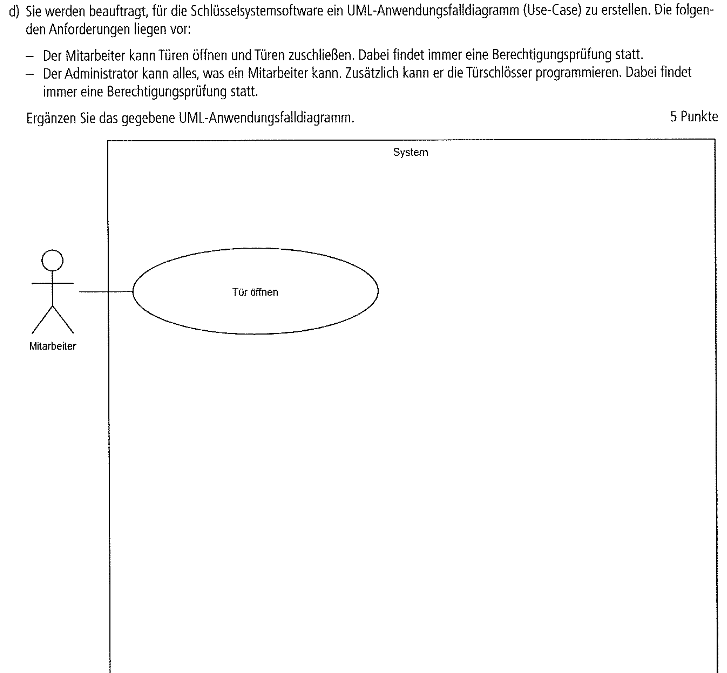 d) Sie werden beauftragt, für die Schlüsselsystemsoftware ein UML-Anwendungsfalldiagramm (Use-Case) zu erstellen. Die folgen-
den Anforderungen liegen vor:
– Der Mitarbeiter kann Türen öffnen und Türen zuschließen. Dabei findet immer eine Berechtigungsprüfung statt.
– Der Administrator kann alles, was ein Mitarbeiter kann. Zusätzlich kann er die Türschlösser programmieren. Dabei findet
immer eine Berechtigungsprüfung statt.
Ergänzen Sie das gegebene UML-Anwendungsfalldiagramm. 5 Punkte
System
Tür öffnen
Mitarbeiter